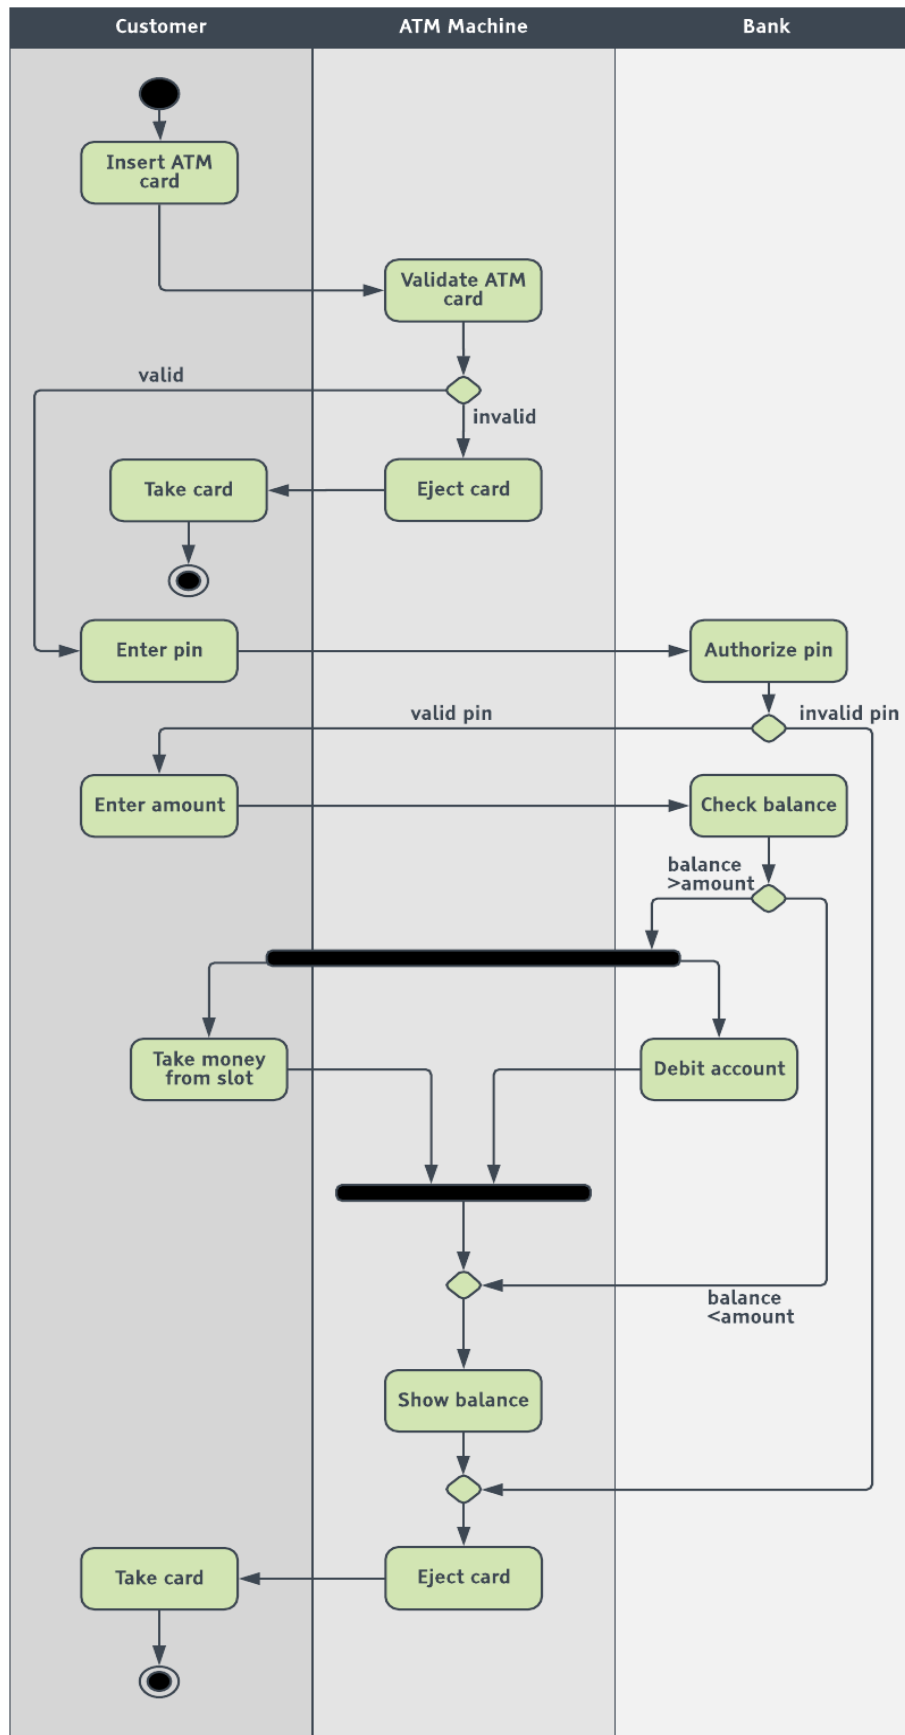 Customer
ATM Machine
Bank
Insert ATM
card
Validate ATM
card
valid
invalid
Take card
Eject card
Enter pin
Authorize pin
valid pin
invalid pin
Enter amount
Check balance
balance
>amount
Take money
from slot
Debit account
balance
<amount
Show balance
Take card
Eject card